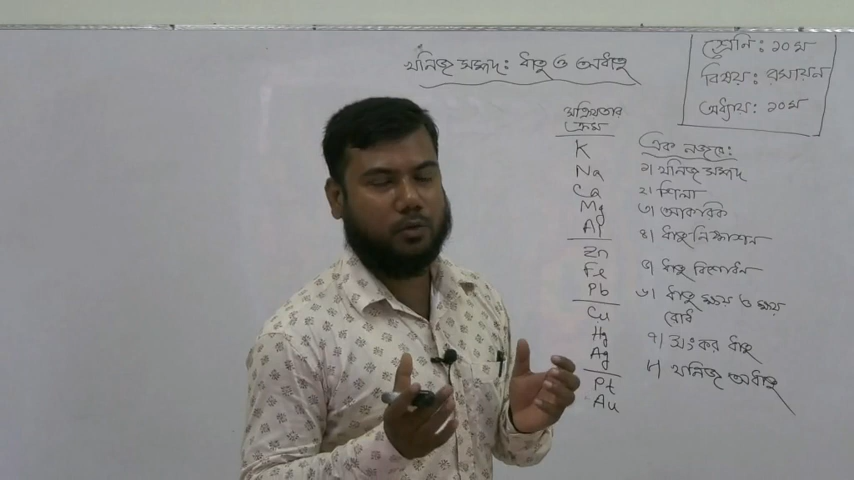 খনিজ সম্পদ: ধাতু ও অধাতু
শ্রেণি: ১০ম
বিষয়: রসায়ন
অধ্যায়: ১০ম
সক্রিয়তার
ক্রম
K
Na
Ca
Mg
Al
Zn
Fe
Pb
Cu
Hg
Ag
Pt
Au
এক নজরে:
১) খনিজ সম্পদ
২) শিলা
৩) আকরিক
৪) ধাতু নিষ্কাশন
৫) ধাতু বিশোধন
৬) ধাতু ক্ষয় ও ক্ষয়
রোধ
৭) সংকর ধাতু
৮) খনিজ অধাতু